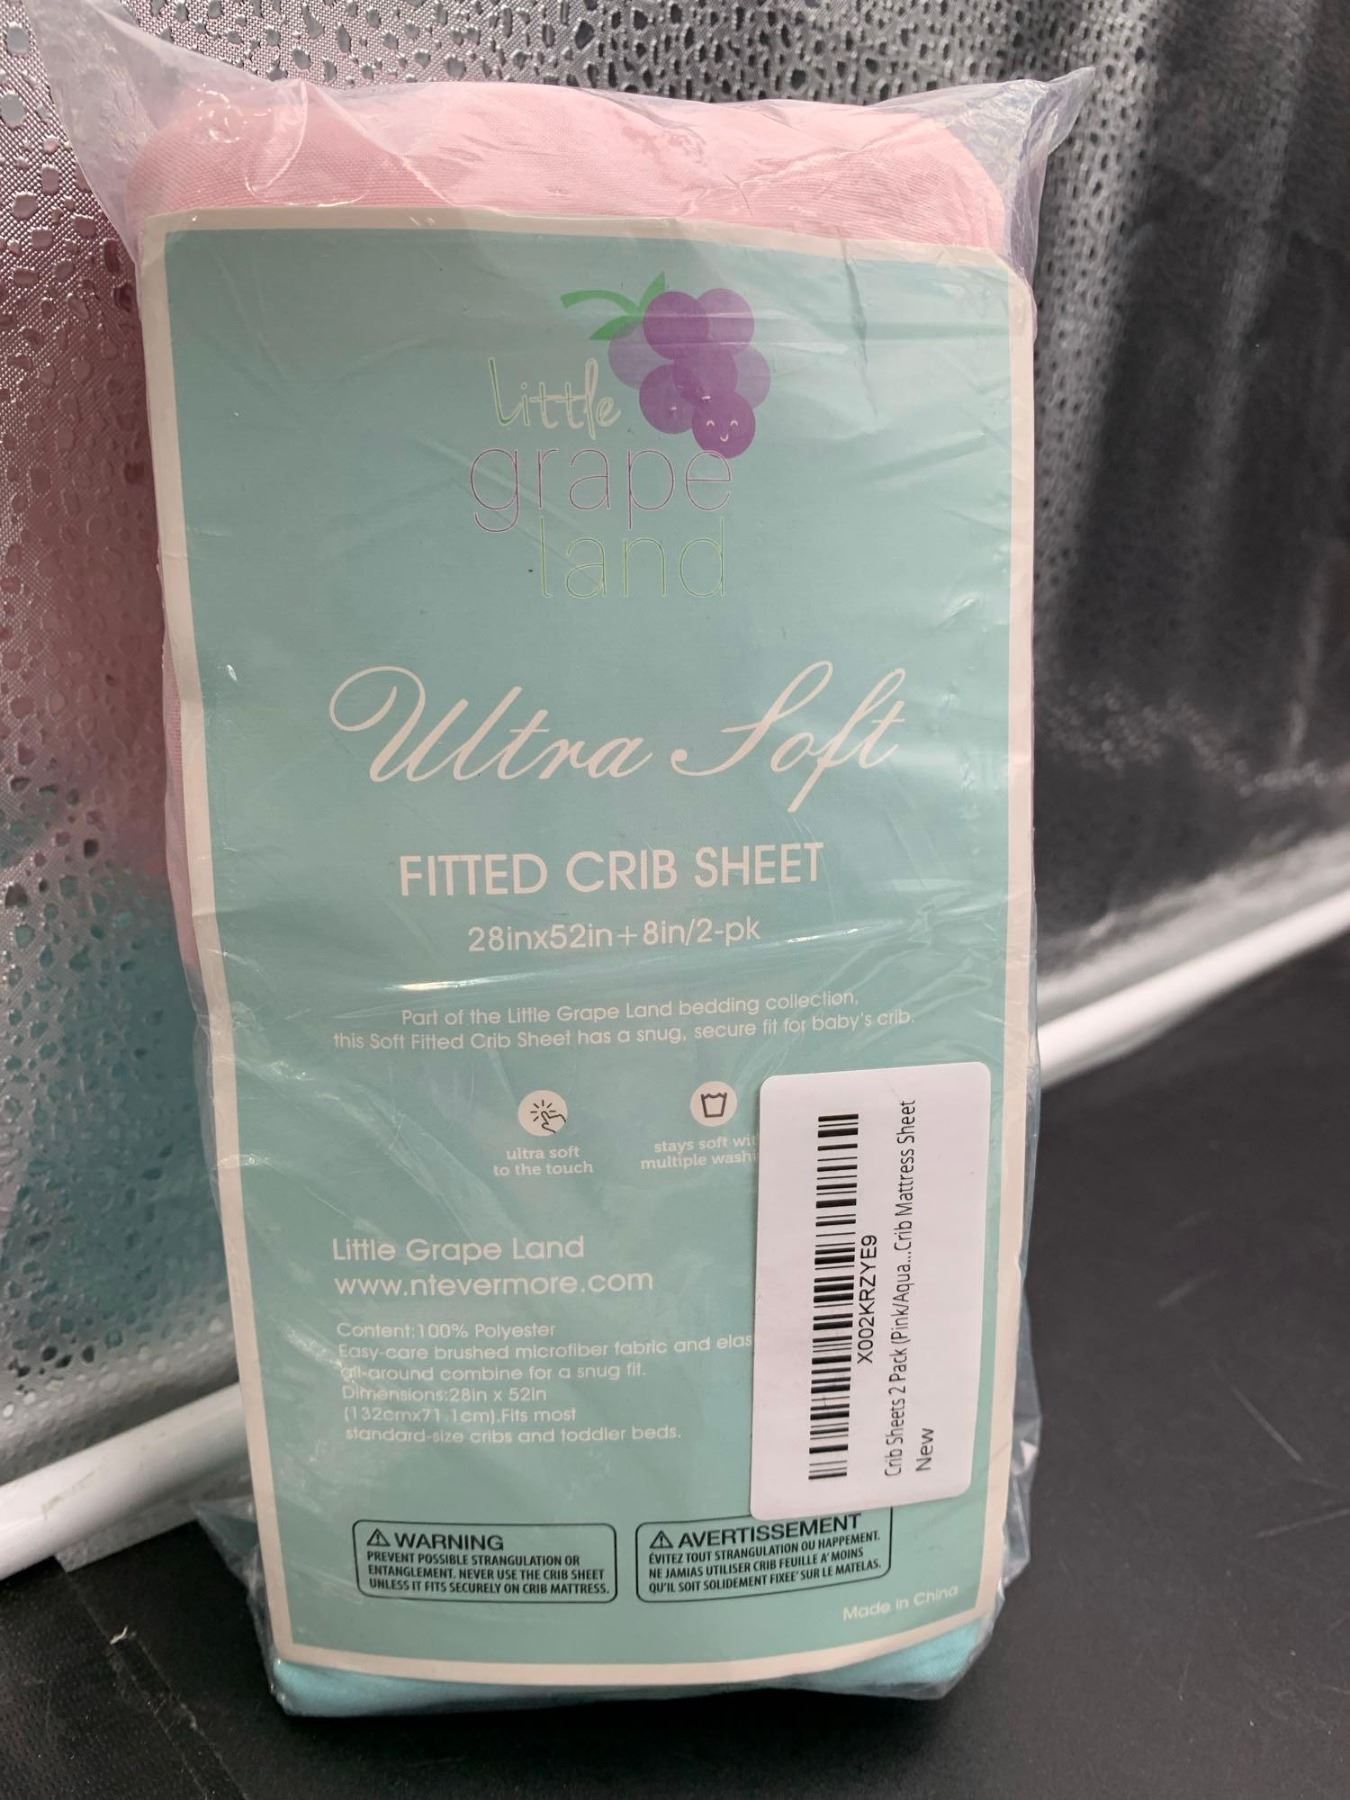 Little
grape
land
Ultra Soft
FITTED CRIB SHEET
28inx52in+8in/2-pk
Part of the Little Grape Land bedding collection,
this Soft Fitted Crib Sheet has a snug, secure fit for baby's crib.
ultra soft
to the touch
stays soft
multiple
Little Grape Land
www.ntevermore.com
Content:100% Polyester
Easy-care brushed microfiber fabric and
all-around combine for a snug fit.
Dimensions:28in x 52in
(132cmx71.1cm).Fits most
standard-size cribs and toddler beds.
X002KRZYE9
Crib Sheets 2 Pack (Pink/Aqua...Crib Mattress Sheet
New
WARNING
PREVENT POSSIBLE STRANGULATION OR
ENTANGLEMENT. NEVER USE THE CRIB SHEET
UNLESS IT FITS SECURELY ON CRIB MATTRESS.
AVERTISSEMENT
ÉVITEZ TOUT STRANGULATION OU HAPPEMENT.
NE JAMIAS UTILISER CRIB FEUILLE A' MOINS
QU'IL SOIT SOLIDEMENT FIXEE' SUR LE MATELAS.
Made in China